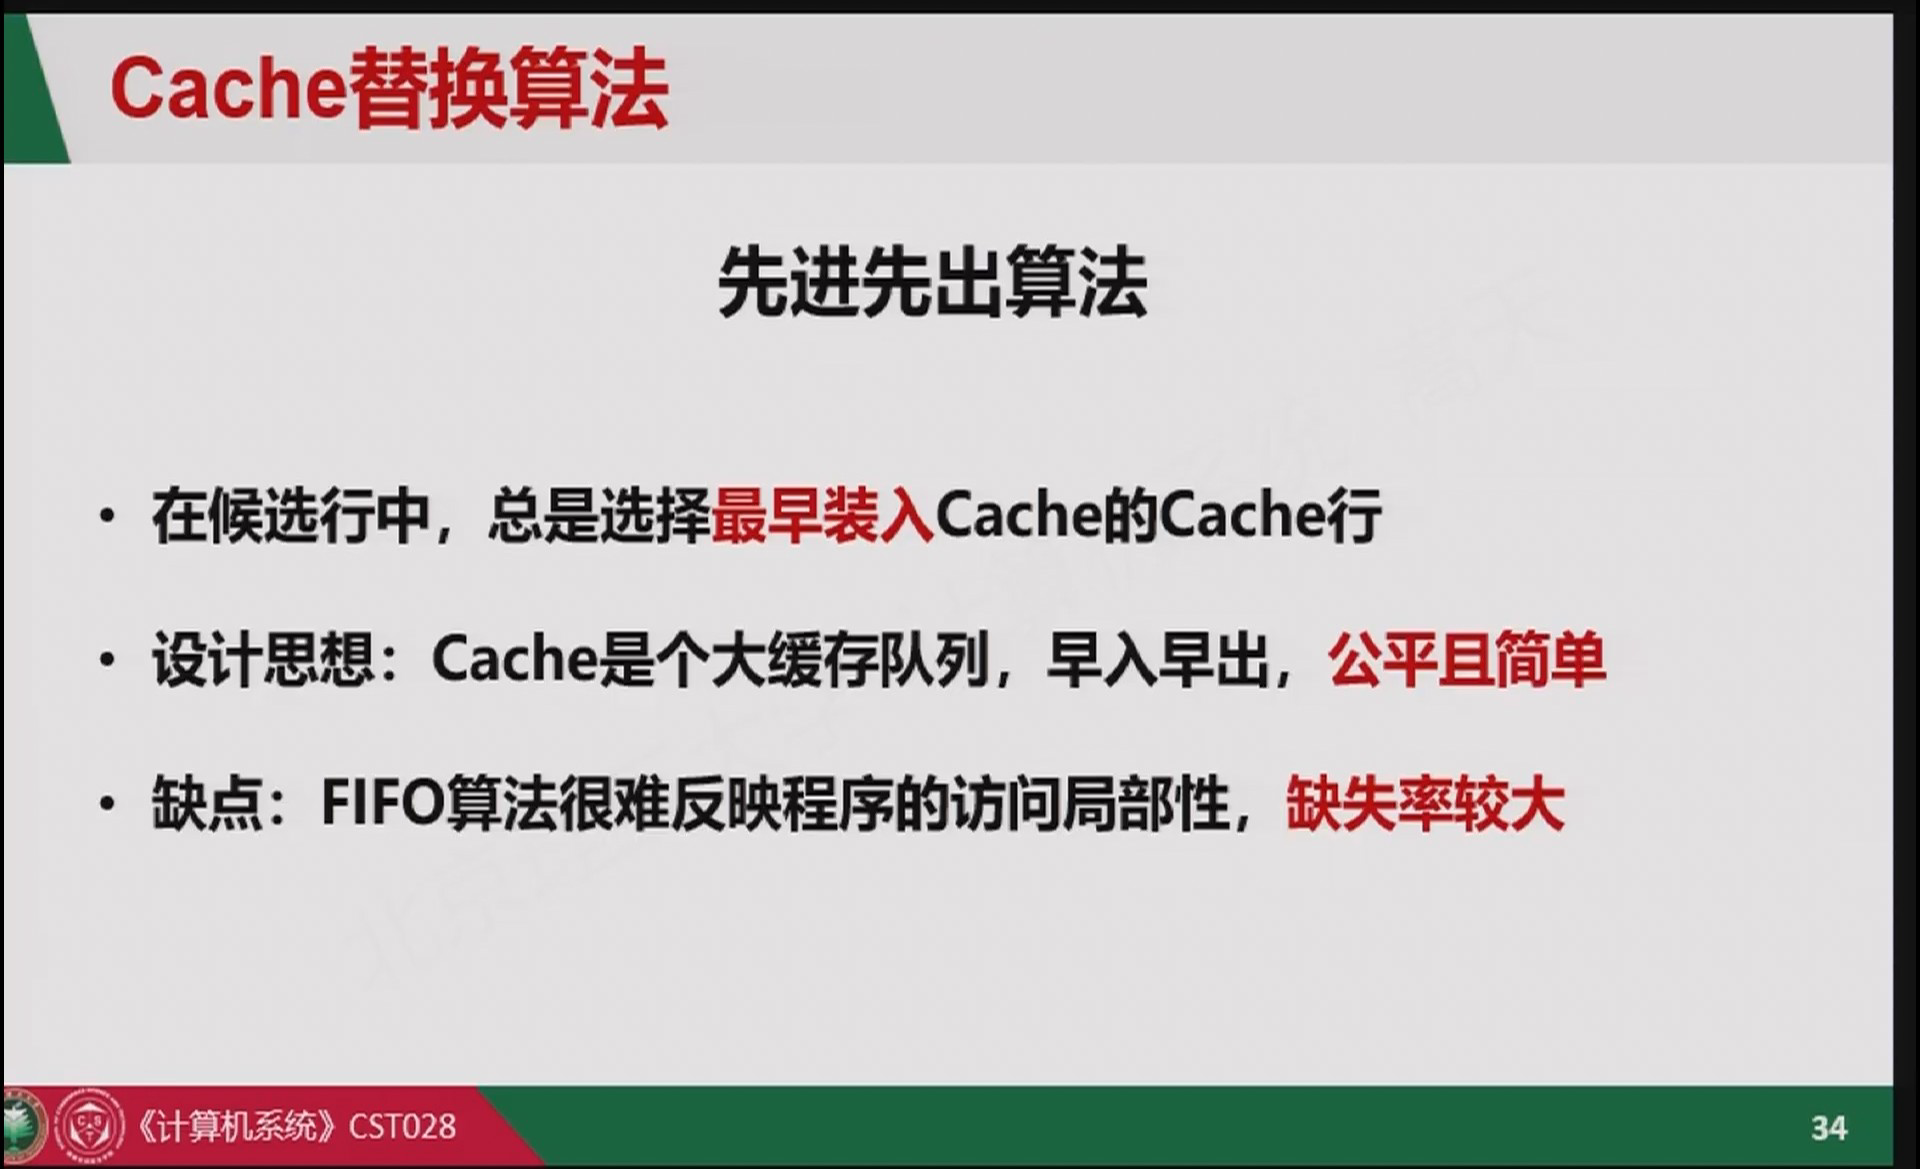 Cache替换算法
先进先出算法
• 在候选行中，总是选择最早装入Cache的Cache行
• 设计思想：Cache是个大缓存队列，早入早出，公平且简单
• 缺点：FIFO算法很难反映程序的访问局部性，缺失率较大
《计算机系统》CST028
34